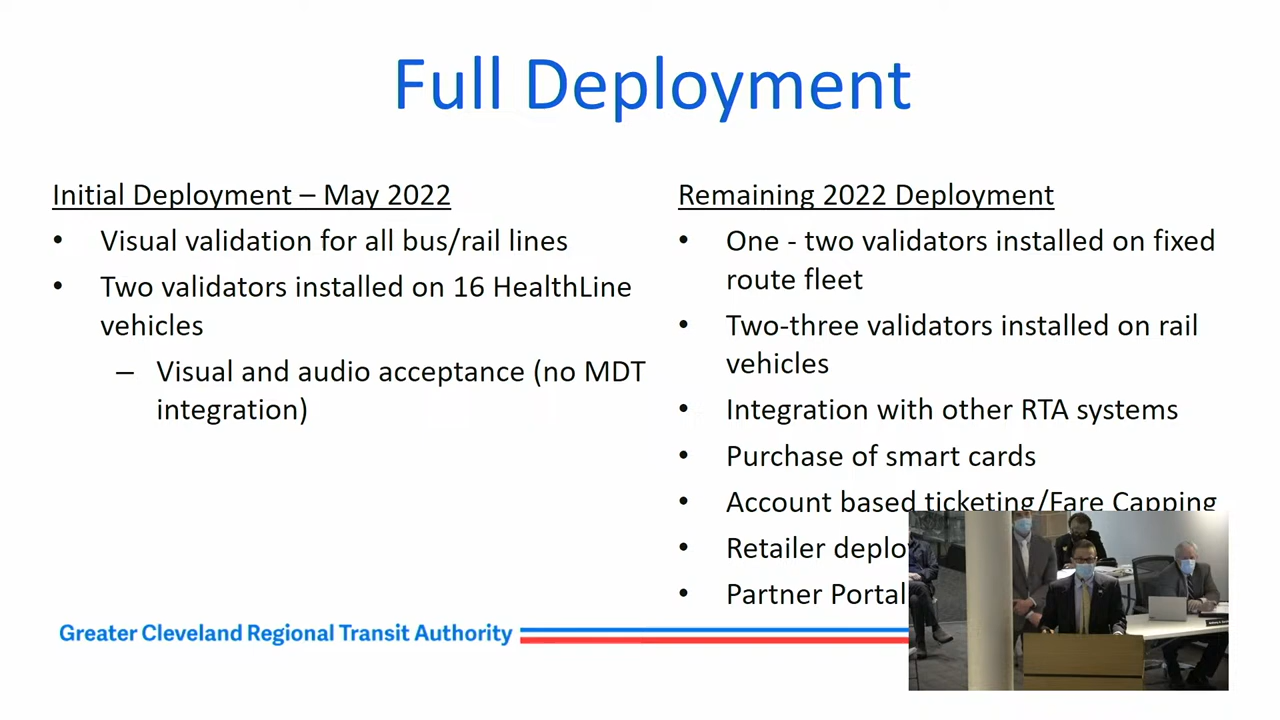 Full Deployment
Initial Deployment – May 2022
• Visual validation for all bus/rail lines
• Two validators installed on 16 HealthLine
vehicles
– Visual and audio acceptance (no MDT
integration)
Remaining 2022 Deployment
• One - two validators installed on fixed
route fleet
• Two-three validators installed on rail
vehicles
• Integration with other RTA systems
• Purchase of smart cards
• Account based ticketing/Fare Capping
• Retailer
• Partner Portal
Greater Cleveland Regional Transit Authority